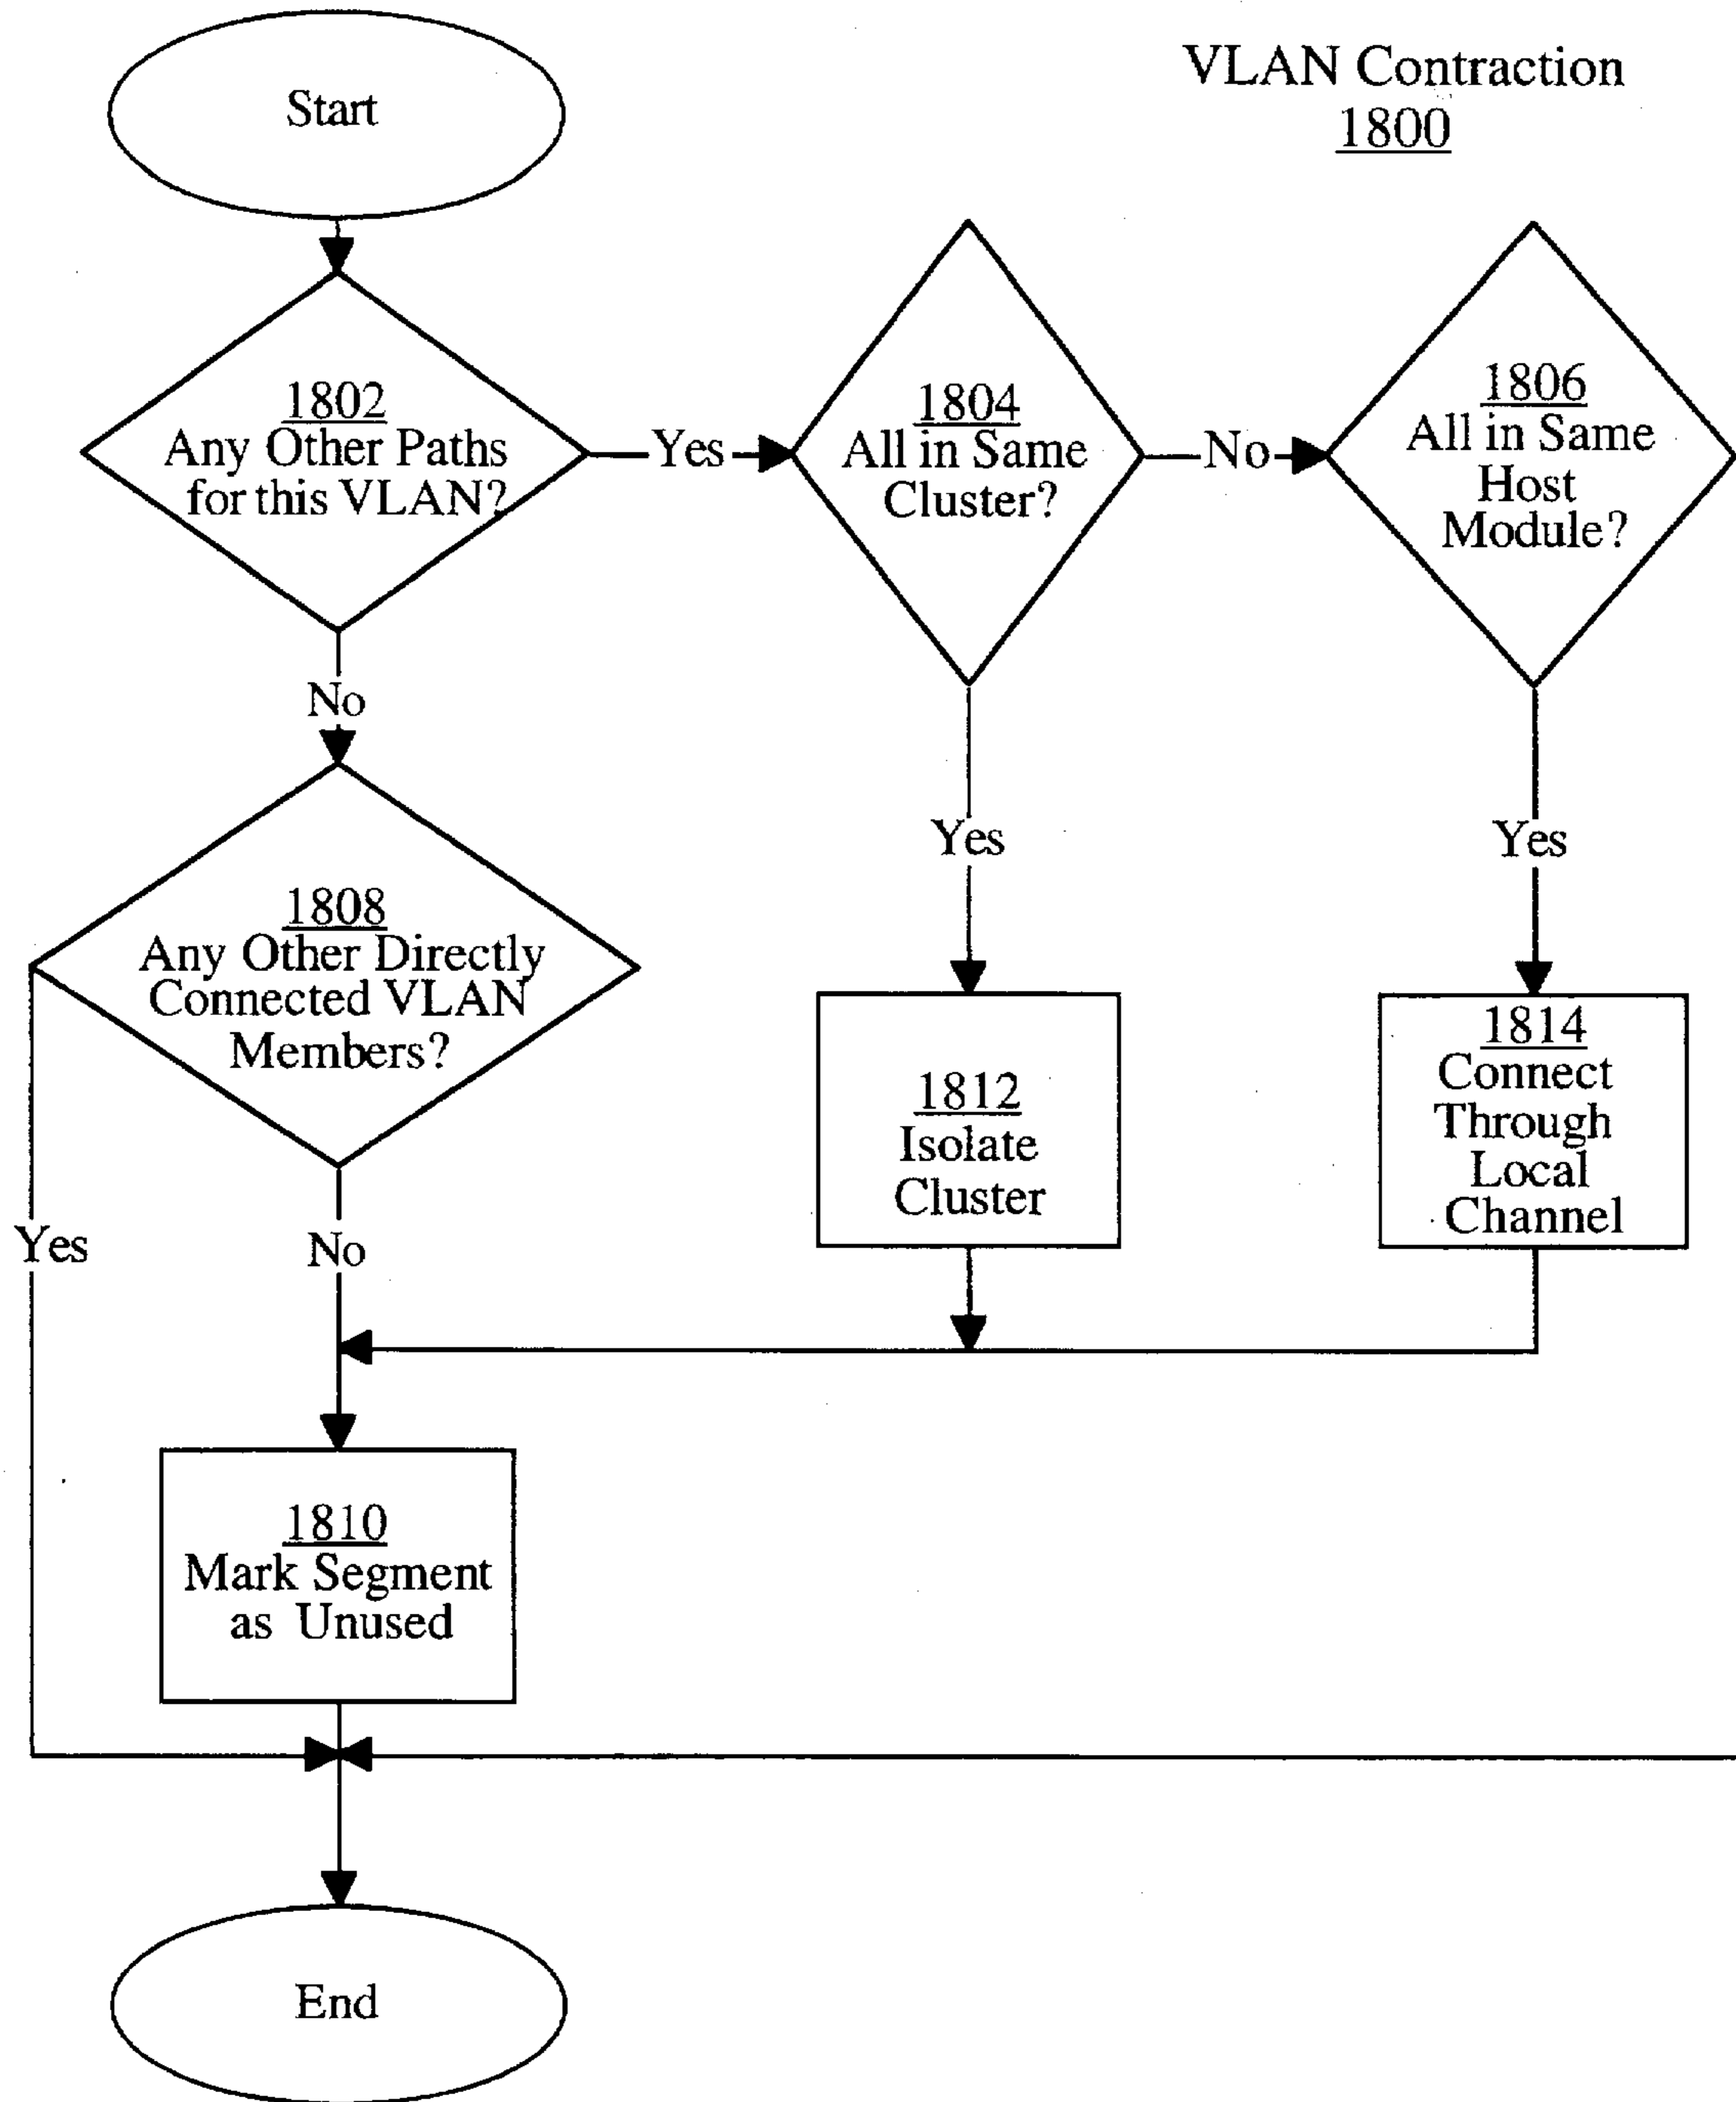 VLAN Contraction
1800
Start
1802
Any Other Paths
for this VLAN?
Yes
1804
All in Same
Cluster?
No
1806
All in Same
Host
Module?
No
Yes
Yes
1808
Any Other Directly
Connected VLAN
Members?
1812
Isolate
Cluster
1814
Connect
Through
Local
Channel
Yes
No
1810
Mark Segment
as Unused
End